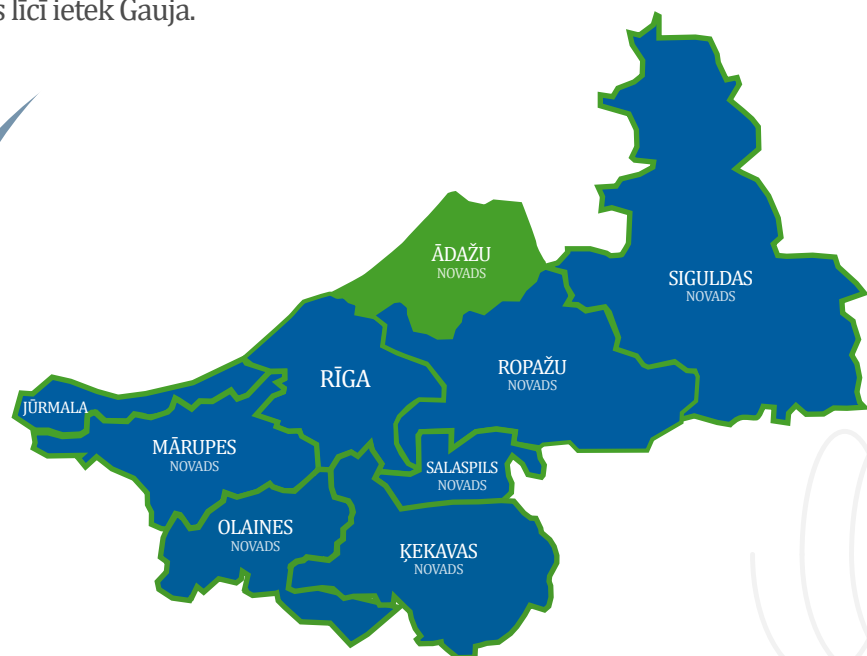 s līcī ietek Gauja.
ĀDAŽU
NOVADS
SIGULDAS
NOVADS
ROPAŽU
NOVADS
RĪGA
JŪRMALA
MĀRUPES
NOVADS
SALASPILS
NOVADS
OLAINES
NOVADS
ĶEKAVAS
NOVADS